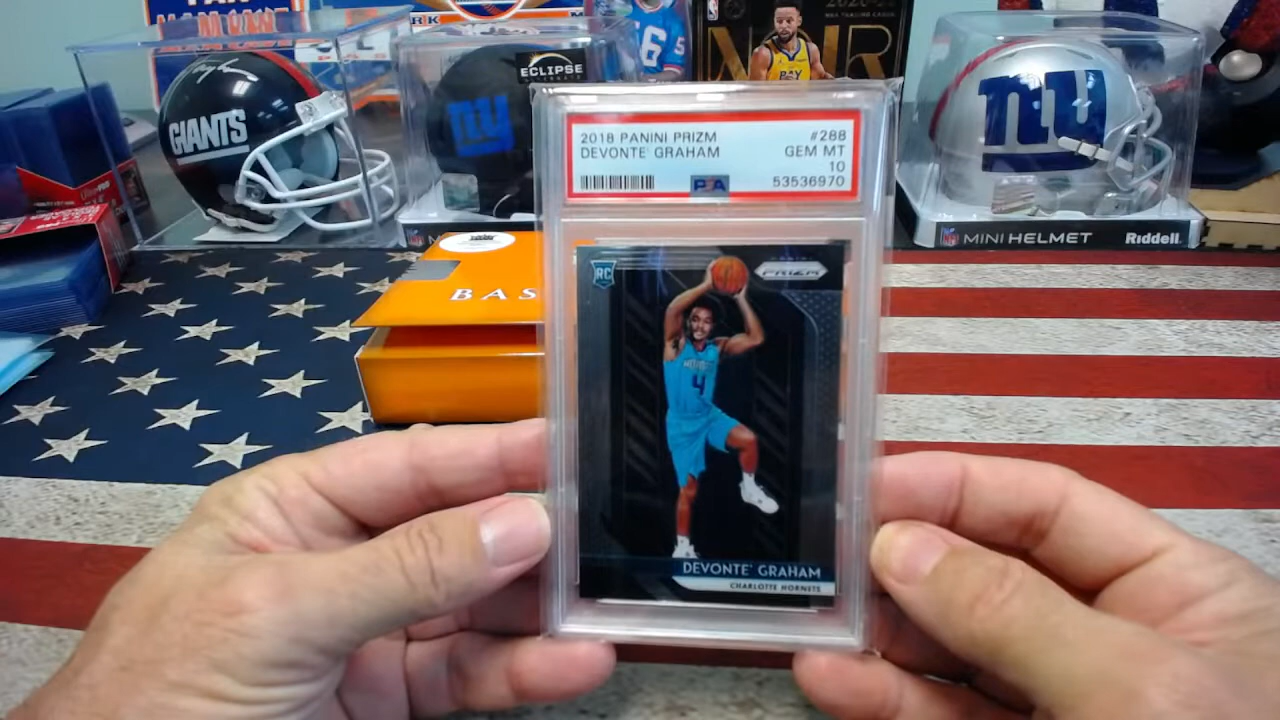 GIANTS
ny
ECLIPSE
ny
MINI HELMET
Riddell
BAS
2018 PANINI PRIZM
#288
DEVONTE' GRAHAM
GEM MT
10
PSA
53536970
RC
PRIZM
4
DEVONTE' GRAHAM
CHARLOTTE HORNETS